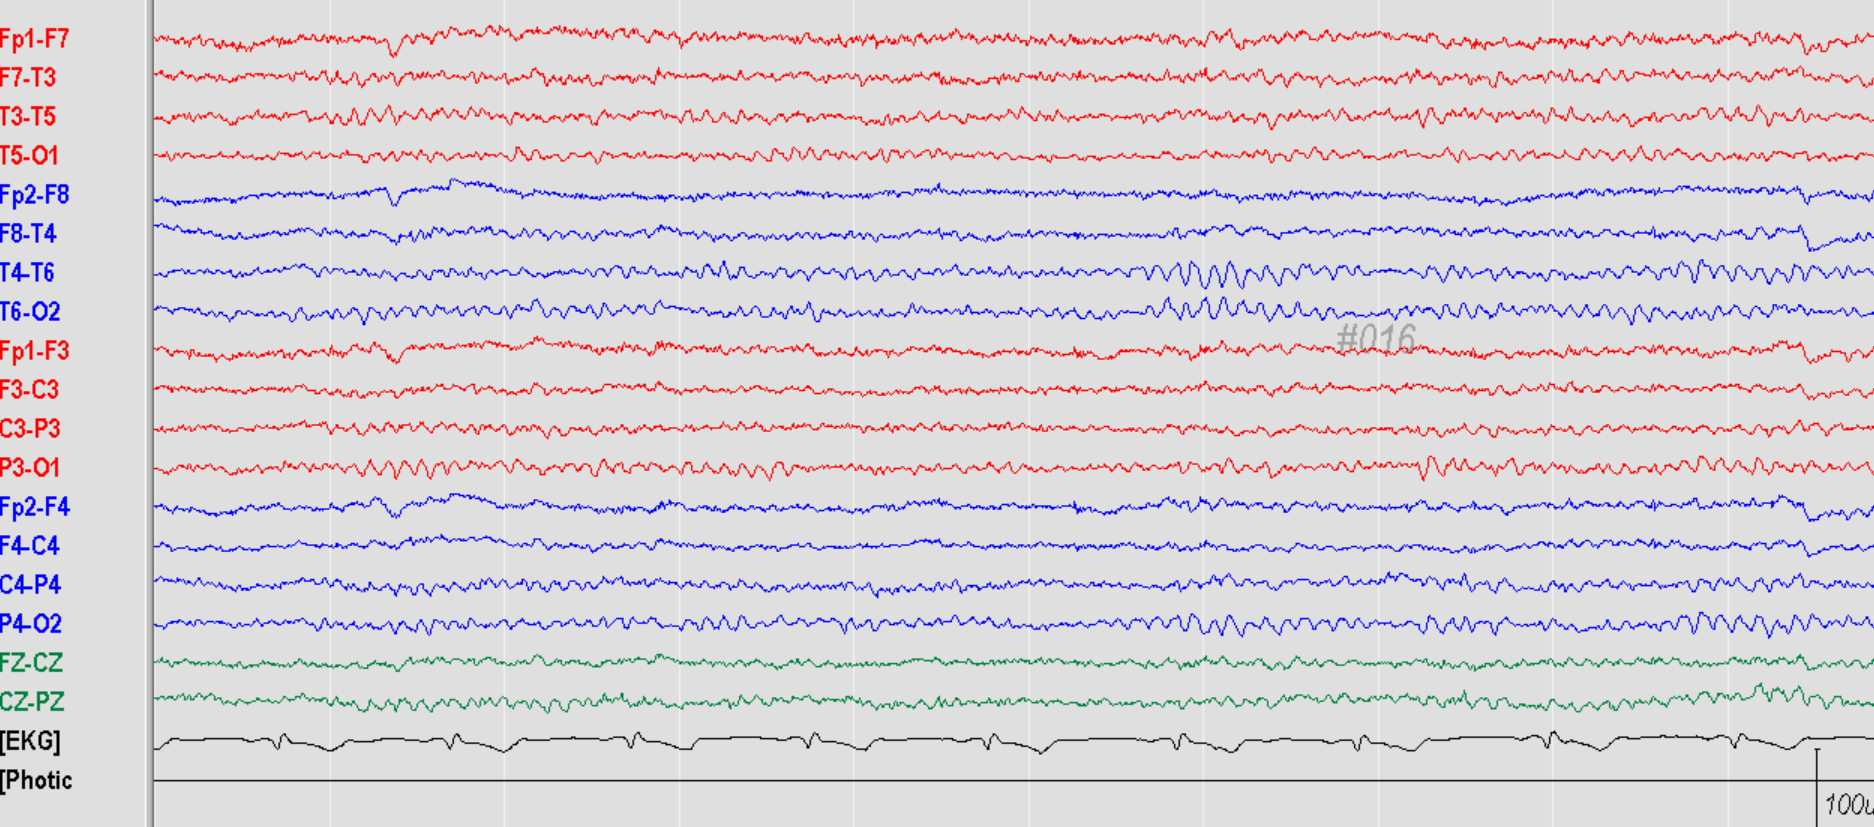 Fp1-F7
F7-T3
T3-T5
T5-O1
Fp2-F8
F8-T4
T4-T6
T6-O2
#016
Fp1-F3
F3-C3
C3-P3
P3-O1
Fp2-F4
F4-C4
C4-P4
P4-O2
FZ-CZ
CZ-PZ
[EKG]
[Photic
100u